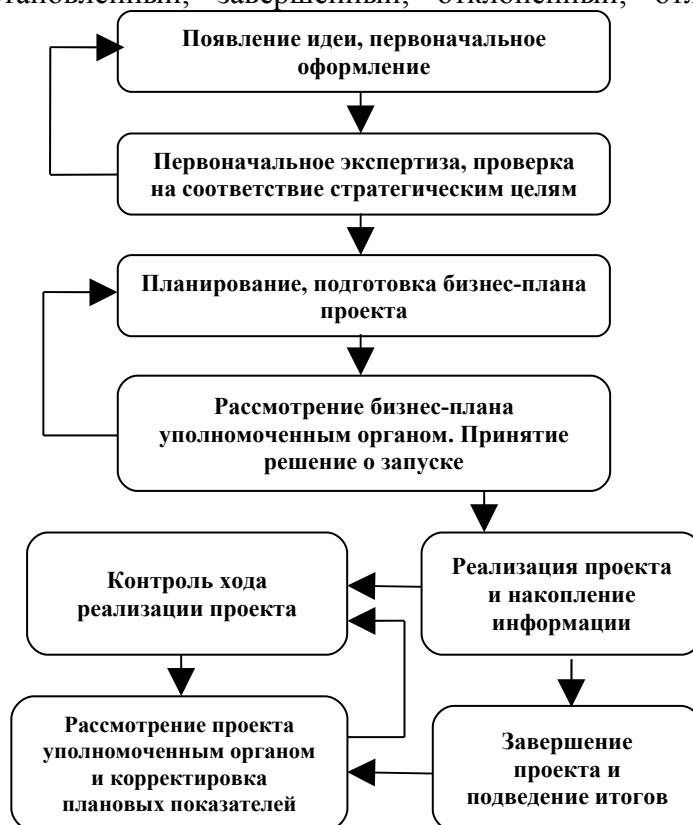 завершенный, отклоненный,
Появление идеи, первоначальное
оформление
Первоначальное экспертиза, проверка
на соответствие стратегическим целям
Планирование, подготовка бизнес-плана
проекта
Рассмотрение бизнес-плана
уполномоченным органом. Принятие
решение о запуске
Контроль хода
реализации проекта
Реализация проекта
и накопление
информации
Рассмотрение проекта
уполномоченным органом
и корректировка
плановых показателей
Завершение
проекта и
подведение итогов